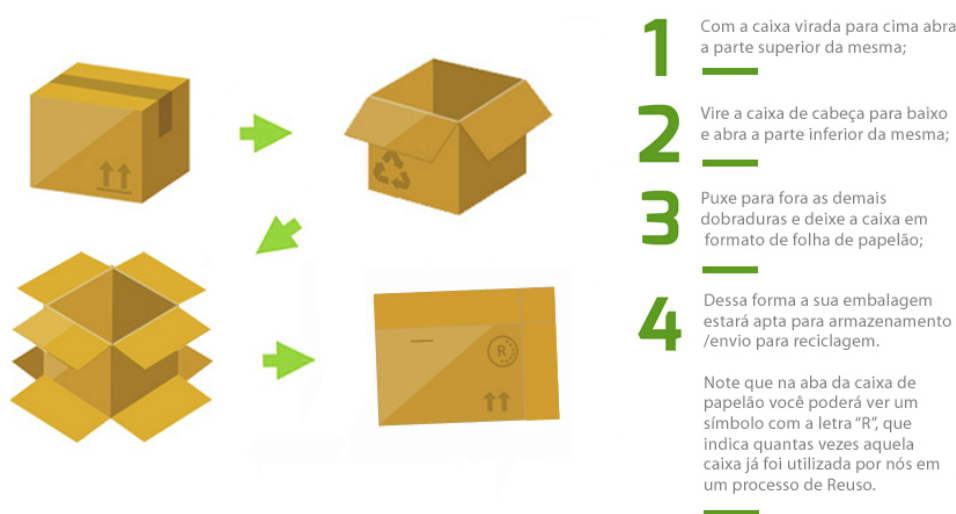 1
Com a caixa virada para cima abra
a parte superior da mesma;
2
Vire a caixa de cabeça para baixo
e abra a parte inferior da mesma;
3
Puxe para fora as demais
dobraduras e deixe a caixa em
formato de folha de papelão;
4
Dessa forma a sua embalagem
estará apta para armazenamento
/envio para reciclagem.
Note que na aba da caixa de
papelão você poderá ver um
símbolo com a letra “R”, que
indica quantas vezes aquela
caixa já foi utilizada por nós em
um processo de Reuso.
R